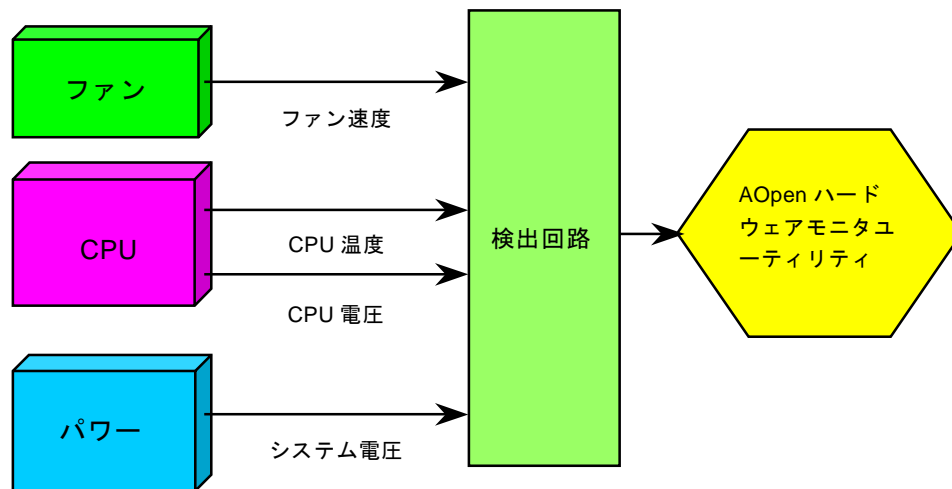 ファン
ファン速度
CPU
CPU 温度
CPU 電圧
パワー
システム電圧
検出回路
AOpen ハード
ウェアモニタユ
ーティリティ